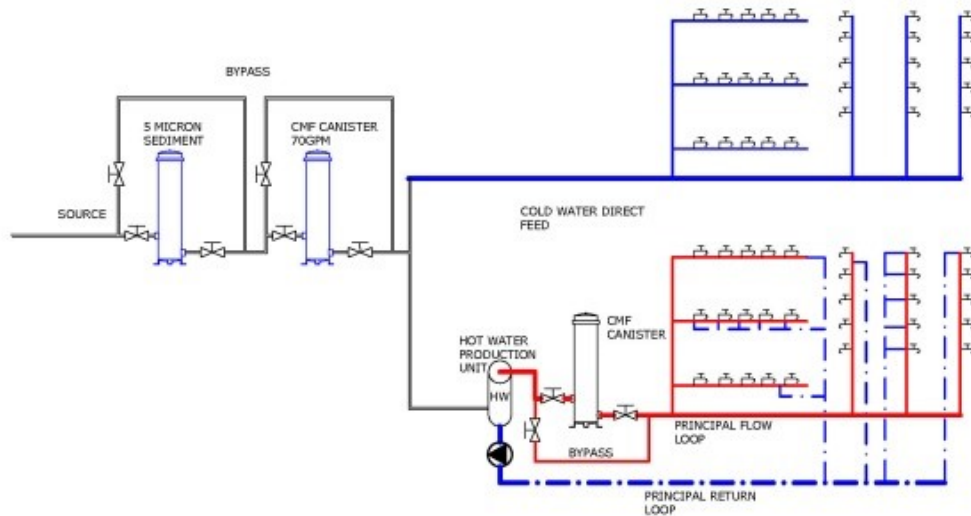 BYPASS
5 MICRON
SEDIMENT
CMF CANISTER
70GPM
SOURCE
COLD WATER DIRECT
FEED
CMF
CANISTER
HOT WATER
PRODUCTION
UNIT
HW
PRINCIPAL FLOW
LOOP
BYPASS
PRINCIPAL RETURN
LOOP